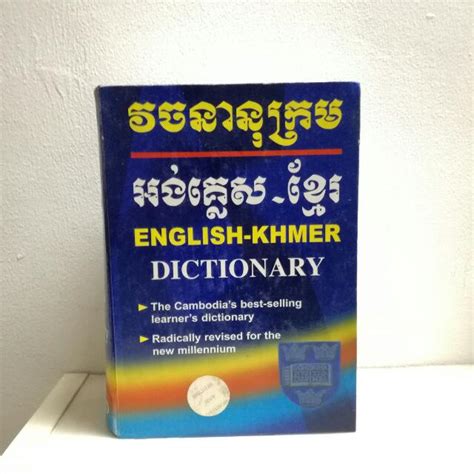 វចនានុក្រម
អង់គ្លេស-ខ្មែរ
ENGLISH-KHMER
DICTIONARY
The Cambodia's best-selling
learner's dictionary
Radically revised for the
new millennium